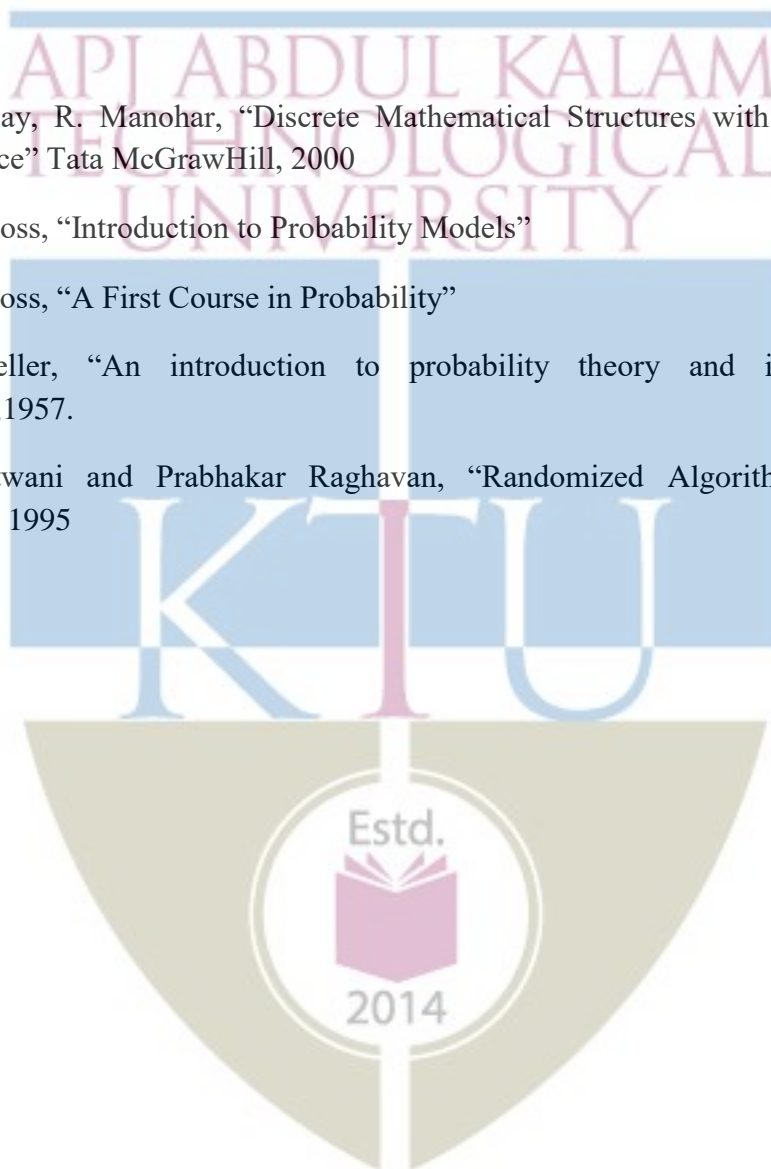 APJ ABDUL KALAM
ay, R. Manohar, “Discrete Mathematical Structures with
TECHNOLOGICAL
ce” Tata McGrawHill, 2000
UNIVERSITY
oss, “Introduction to Probability Models”
oss, “A First Course in Probability”
eller, “An introduction to probability theory and i
1957.
wani and Prabhakar Raghavan, “Randomized Algorith
1995
KTU
Estd.
2014